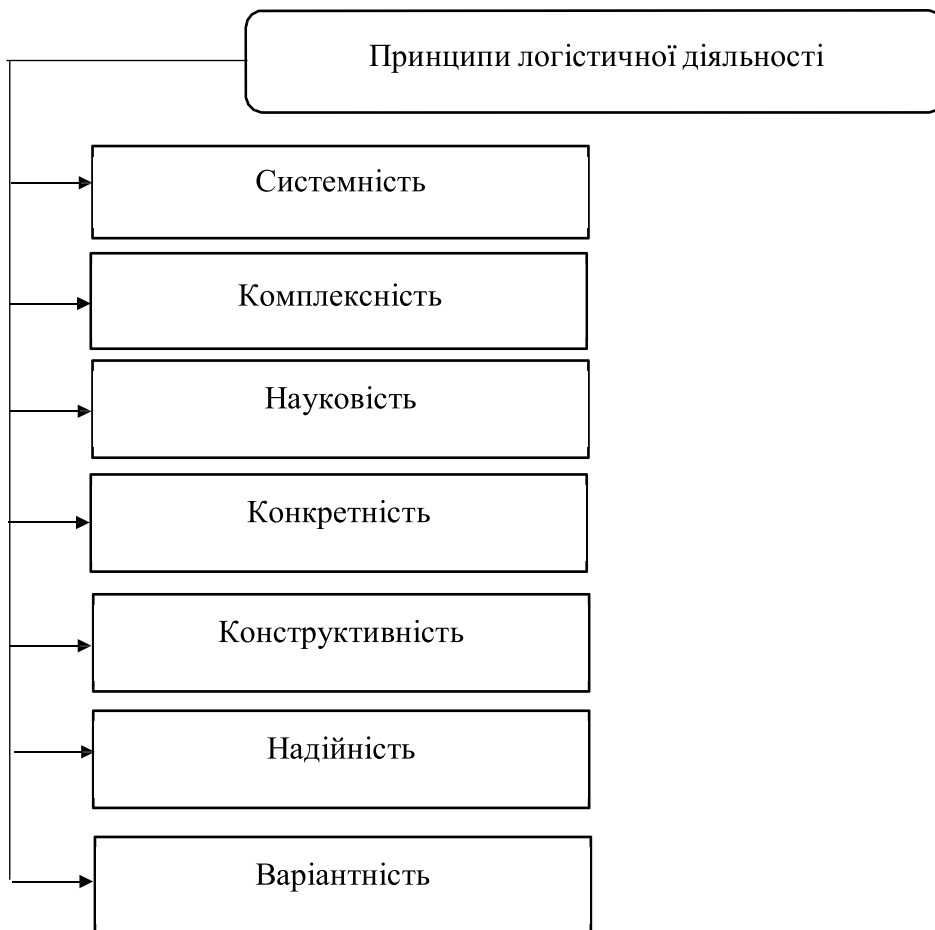 Принципи логістичної діяльності
Системність
Комплексність
Науковість
Конкретність
Конструктивність
Надійність
Варіантність